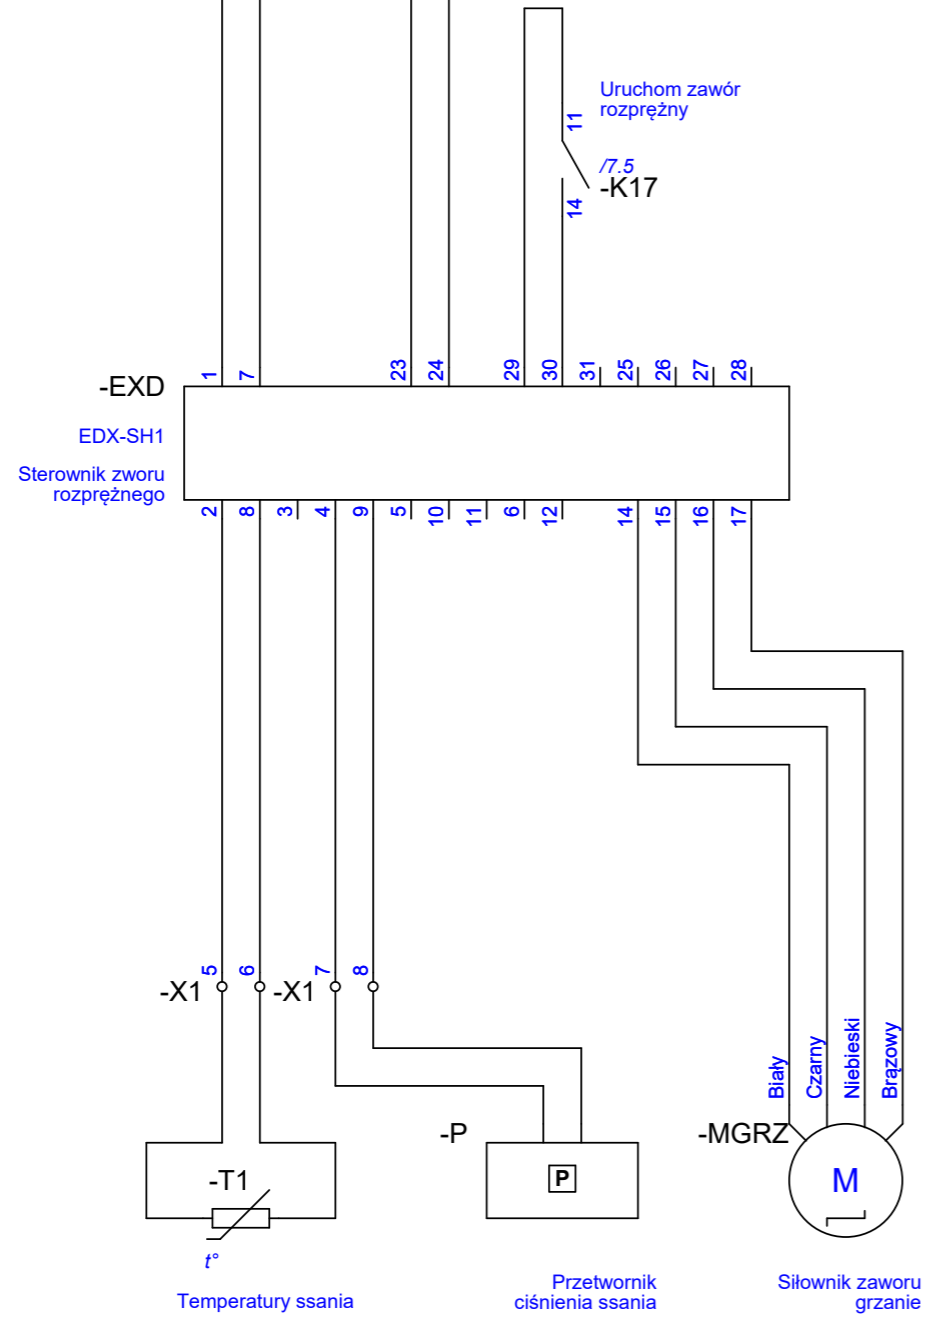 Uruchom zawór
rozprężny
11
/7.5
-K17
14
-EXD
1 7 23 24 29 30 31 25 26 27 28
EDX-SH1
Sterownik zworu
rozprężnego
2 8 3 4 9 5 10 11 6 12 14 15 16 17
-X1 5 6 -X1 7 8
Biały Czarny Niebieski Brązowy
-P
-MGRZ
-T1
P
M
t°
Temperatury ssania
Przetwornik
ciśnienia ssania
Siłownik zaworu
grzanie